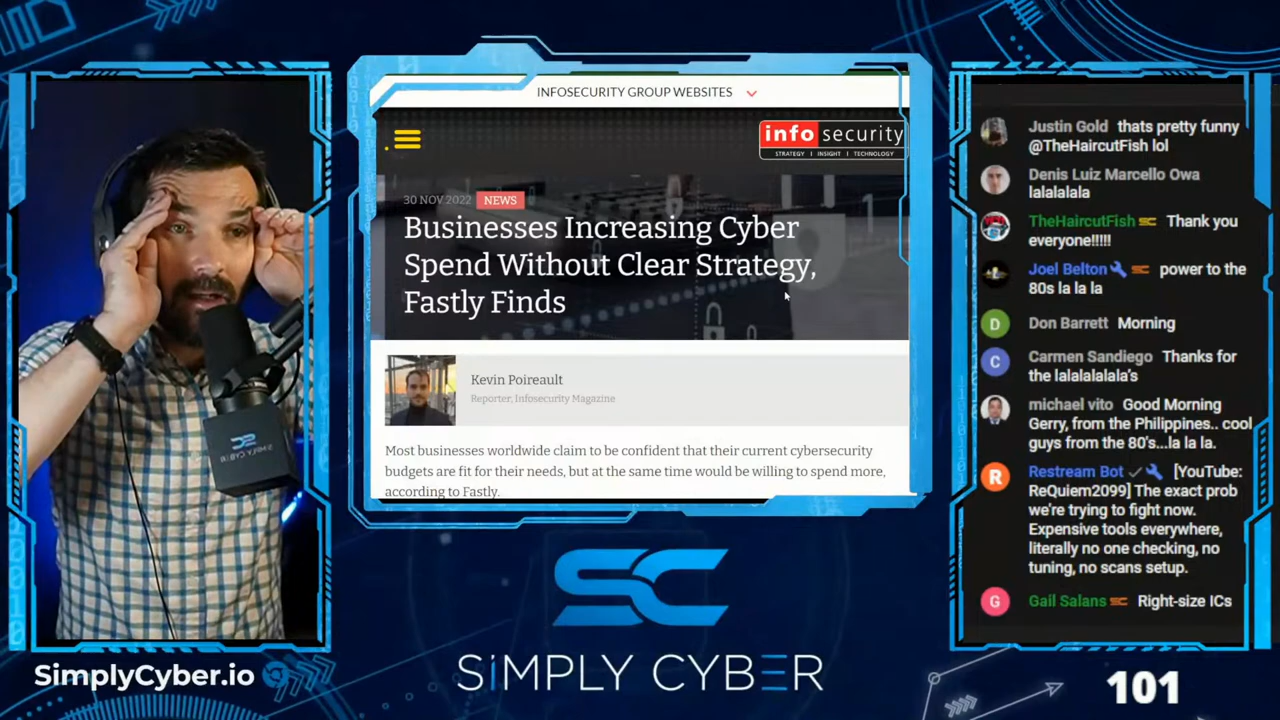 INFOSECURITY GROUP WEBSITES
info security
STRATEGY | INSIGHT | TECHNOLOGY
30 NOV 2022 NEWS
Businesses Increasing Cyber
Spend Without Clear Strategy,
Fastly Finds
Kevin Poireault
Reporter, Infosecurity Magazine
Most businesses worldwide claim to be confident that their current cybersecurity
budgets are fit for their needs, but at the same time would be willing to spend more,
according to Fastly.
Justin Gold thats pretty funny
@TheHaircutFish lol
Denis Luiz Marcello Owa
lalalalala
TheHaircutFish SC Thank you
everyone!!!!!
Joel Belton SC power to the
80s la la la
D Don Barrett Morning
C Carmen Sandiego Thanks for
the lalalalalala's
michael vito Good Morning
Gerry, from the Philippines.. cool
guys from the 80's...la la la.
R Restream Bot [YouTube:
ReQuiem2099] The exact prob
we're trying to fight now.
Expensive tools everywhere,
literally no one checking, no
tuning, no scans setup.
G Gail Salans SC Right-size ICs
SC
SIMPLY CYBER
SimplyCyber.io
101